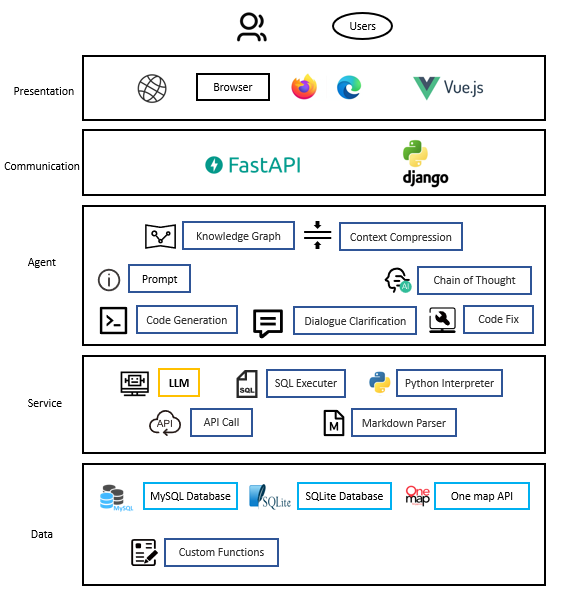 Users
Presentation
Browser
Vue.js
Communication
FastAPI
django
Agent
Knowledge Graph
Context Compression
Prompt
AI
Chain of Thought
Code Generation
Dialogue Clarification
Code Fix
Service
LLM
SQL
SQL Executer
Python Interpreter
API
API Call
M
Markdown Parser
Data
MySQL
MySQL Database
SQLite
SQLite Database
One
map
One map API
Custom Functions